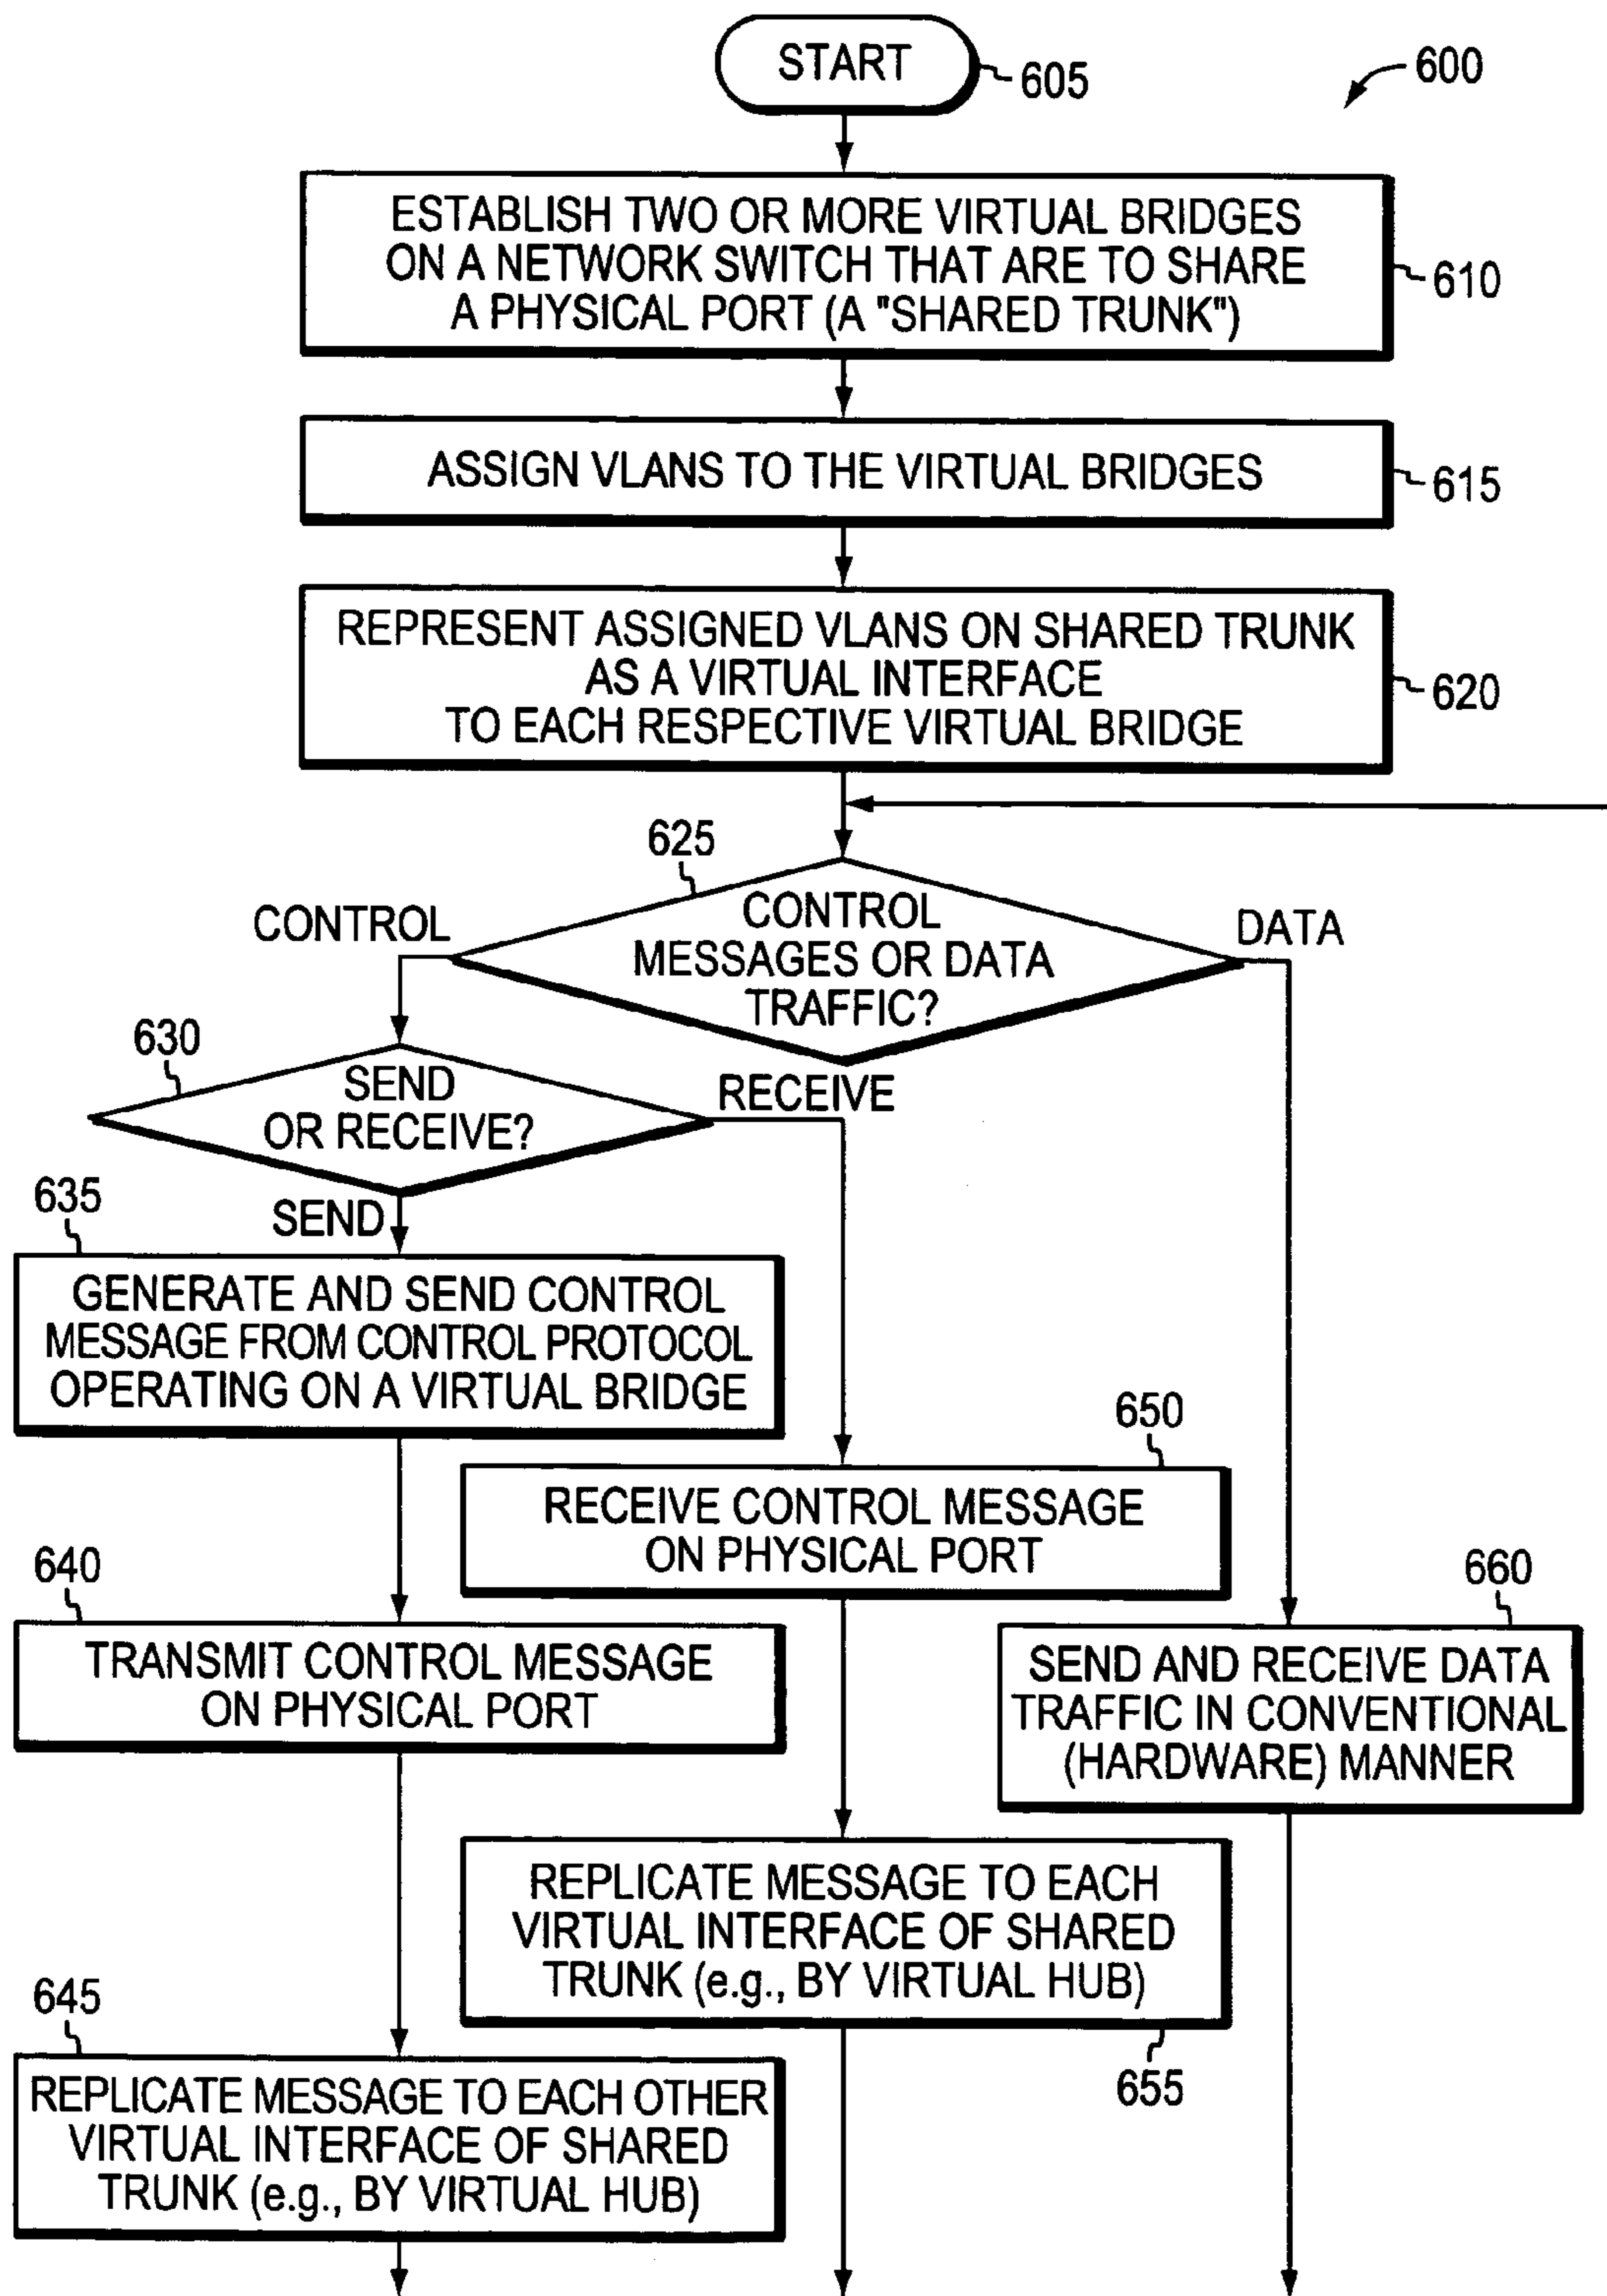 START
605
600
ESTABLISH TWO OR MORE VIRTUAL BRIDGES
ON A NETWORK SWITCH THAT ARE TO SHARE
A PHYSICAL PORT (A "SHARED TRUNK")
610
ASSIGN VLANS TO THE VIRTUAL BRIDGES
615
REPRESENT ASSIGNED VLANS ON SHARED TRUNK
AS A VIRTUAL INTERFACE
TO EACH RESPECTIVE VIRTUAL BRIDGE
620
625
CONTROL
CONTROL
MESSAGES OR DATA
TRAFFIC?
DATA
630
SEND
OR RECEIVE?
RECEIVE
SEND
635
GENERATE AND SEND CONTROL
MESSAGE FROM CONTROL PROTOCOL
OPERATING ON A VIRTUAL BRIDGE
650
RECEIVE CONTROL MESSAGE
ON PHYSICAL PORT
640
TRANSMIT CONTROL MESSAGE
ON PHYSICAL PORT
660
SEND AND RECEIVE DATA
TRAFFIC IN CONVENTIONAL
(HARDWARE) MANNER
REPLICATE MESSAGE TO EACH
VIRTUAL INTERFACE OF SHARED
TRUNK (e.g., BY VIRTUAL HUB)
655
645
REPLICATE MESSAGE TO EACH OTHER
VIRTUAL INTERFACE OF SHARED
TRUNK (e.g., BY VIRTUAL HUB)